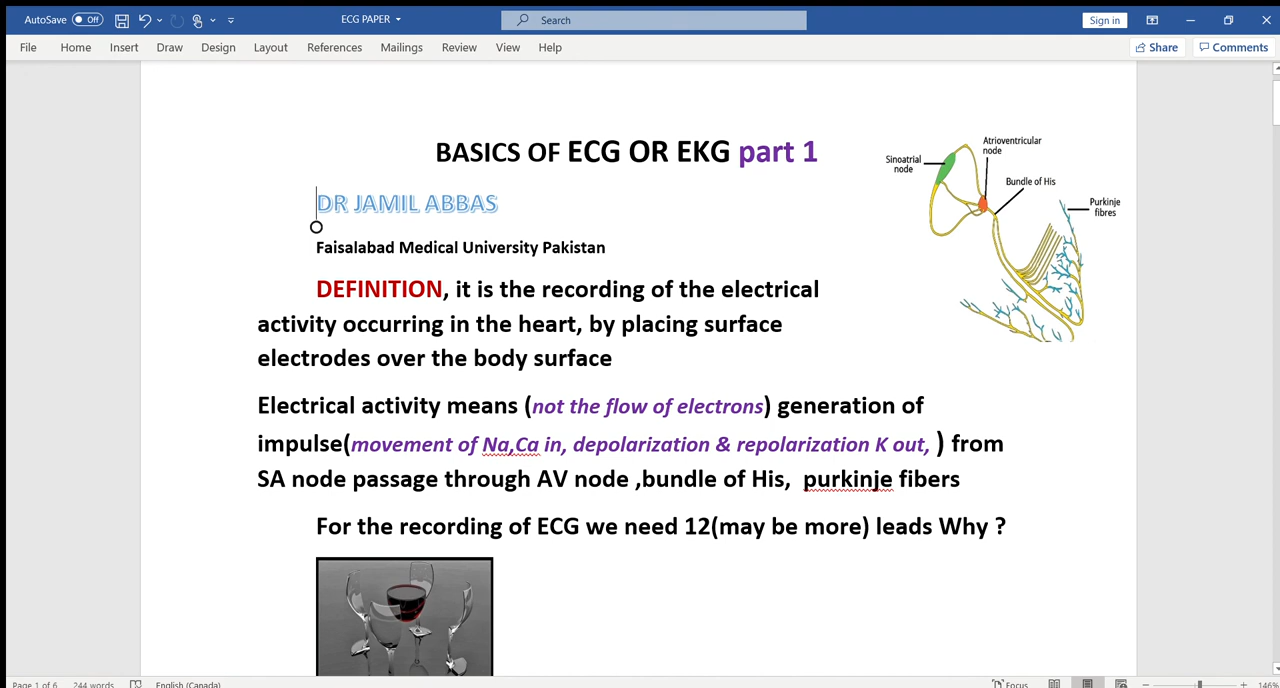 AutoSave Off ECG PAPER Search Sign in
File Home Insert Draw Design Layout References Mailings Review View Help Share Comments
BASICS OF ECG OR EKG part 1
DR JAMIL ABBAS
Faisalabad Medical University Pakistan
Sinoatrial
node
Atrioventricular
node
Bundle of His
Purkinje
fibres
DEFINITION, it is the recording of the electrical
activity occurring in the heart, by placing surface
electrodes over the body surface
Electrical activity means (not the flow of electrons) generation of
impulse(movement of Na,Ca in, depolarization & repolarization K out, ) from
SA node passage through AV node ,bundle of His, purkinje fibers
For the recording of ECG we need 12(may be more) leads Why ?
Page 1 of 6 244 words English (Canada) Focus 146%